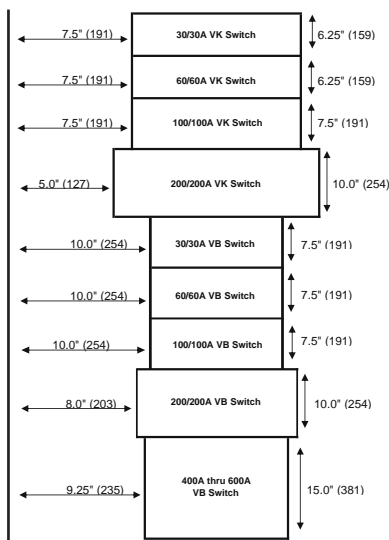 7.5" (191) 30/30A VK Switch 6.25" (159)
7.5" (191) 60/60A VK Switch 6.25" (159)
7.5" (191) 100/100A VK Switch 7.5" (191)
5.0" (127) 200/200A VK Switch 10.0" (254)
10.0" (254) 30/30A VB Switch 7.5" (191)
10.0" (254) 60/60A VB Switch 7.5" (191)
10.0" (254) 100/100A VB Switch 7.5" (191)
8.0" (203) 200/200A VB Switch 10.0" (254)
9.25" (235) 400A thru 600A 15.0" (381)
VB Switch